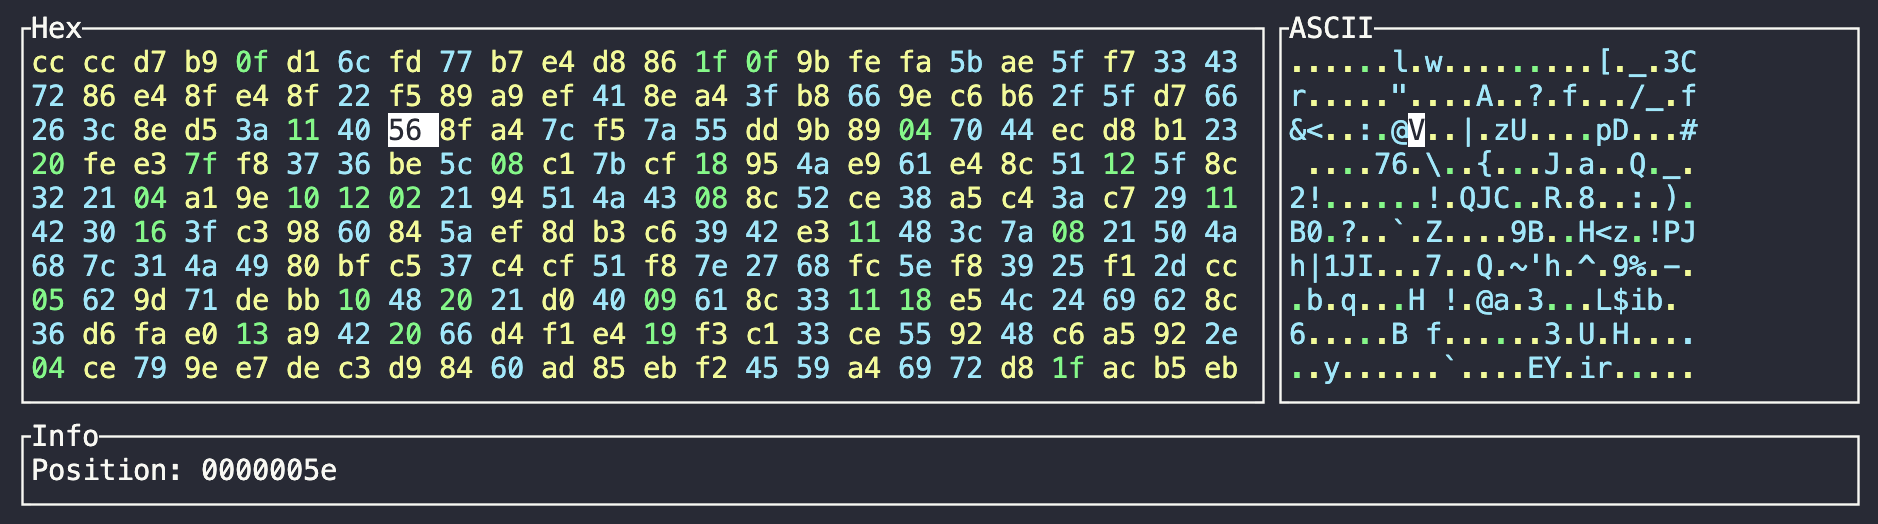 Hex
cc cc d7 b9 0f d1 6c fd 77 b7 e4 d8 86 1f 0f 9b fe fa 5b ae 5f f7 33 43
72 86 e4 8f e4 8f 22 f5 89 a9 ef 41 8e a4 3f b8 66 9e c6 b6 2f 5f d7 66
26 3c 8e d5 3a 11 40 56 8f a4 7c f5 7a 55 dd 9b 89 04 70 44 ec d8 b1 23
20 fe e3 7f f8 37 36 be 5c 08 c1 7b cf 18 95 4a e9 61 e4 8c 51 12 5f 8c
32 21 04 a1 9e 10 12 02 21 94 51 4a 43 08 8c 52 ce 38 a5 c4 3a c7 29 11
42 30 16 3f c3 98 60 84 5a ef 8d b3 c6 39 42 e3 11 48 3c 7a 08 21 50 4a
68 7c 31 4a 49 80 bf c5 37 c4 cf 51 f8 7e 27 68 fc 5e f8 39 25 f1 2d cc
05 62 9d 71 de bb 10 48 20 21 d0 40 09 61 8c 33 11 18 e5 4c 24 69 62 8c
36 d6 fa e0 13 a9 42 20 66 d4 f1 e4 19 f3 c1 33 ce 55 92 48 c6 a5 92 2e
04 ce 79 9e e7 de c3 d9 84 60 ad 85 eb f2 45 59 a4 69 72 d8 1f ac b5 eb
ASCII
......l.w.........[._.3C
r....."....A..?.f.../_.f
&<..:.@V..|.zU....pD...#
 ....76.\..{...J.a..Q._.
2!......!.QJC..R.8..:.).
B0.?..`.Z....9B..H<z.!PJ
h|1JI...7..Q.~'h.^.9%.-.
.b.q...H !.@a.3...L$ib.
6.....B f......3.U.H....
..y......`....EY.ir.....
Info
Position: 0000005e